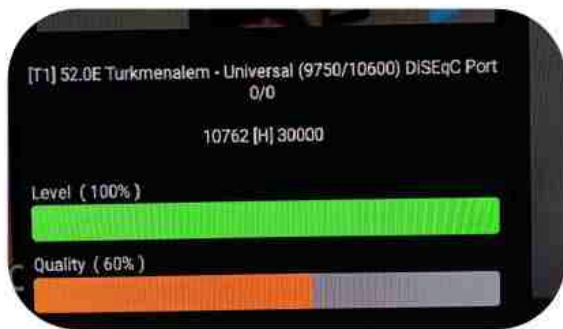 [T1] 52.0E Turkmenalem - Universal (9750/10600) DiSEqC Port
0/0
10762 [H] 30000
Level ( 100% )
Quality ( 60% )